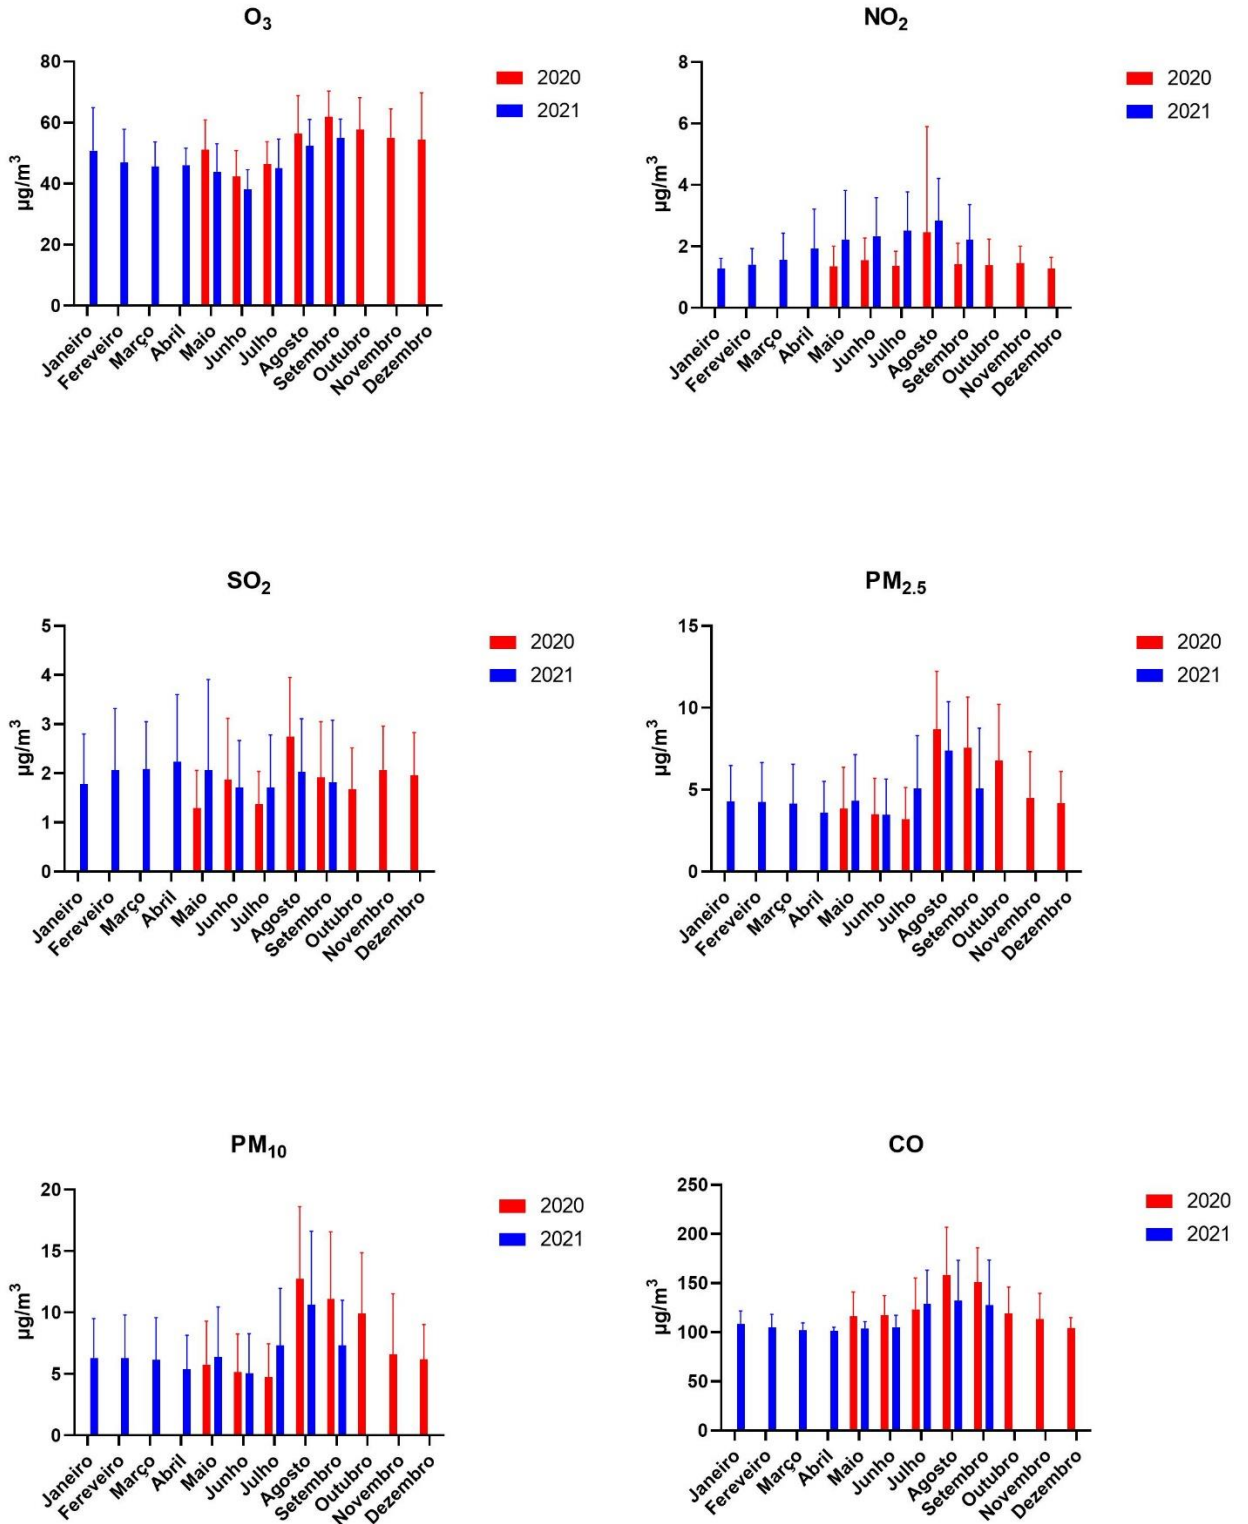 O₃
80
60
40
20
0
µg/m³
2020
2021
Janeiro
Fereveiro
Março
Abril
Maio
Junho
Julho
Agosto
Setembro
Outubro
Novembro
Dezembro
NO₂
8
6
4
2
0
µg/m³
2020
2021
Janeiro
Fereveiro
Março
Abril
Maio
Junho
Julho
Agosto
Setembro
Outubro
Novembro
Dezembro
SO₂
5
4
3
2
1
0
µg/m³
2020
2021
Janeiro
Fereveiro
Março
Abril
Maio
Junho
Julho
Agosto
Setembro
Outubro
Novembro
Dezembro
PM₂.₅
15
10
5
0
µg/m³
2020
2021
Janeiro
Fereveiro
Março
Abril
Maio
Junho
Julho
Agosto
Setembro
Outubro
Novembro
Dezembro
PM₁₀
20
15
10
5
0
µg/m³
2020
2021
Janeiro
Fereveiro
Março
Abril
Maio
Junho
Julho
Agosto
Setembro
Outubro
Novembro
Dezembro
CO
250
200
150
100
50
0
µg/m³
2020
2021
Janeiro
Fereveiro
Março
Abril
Maio
Junho
Julho
Agosto
Setembro
Outubro
Novembro
Dezembro